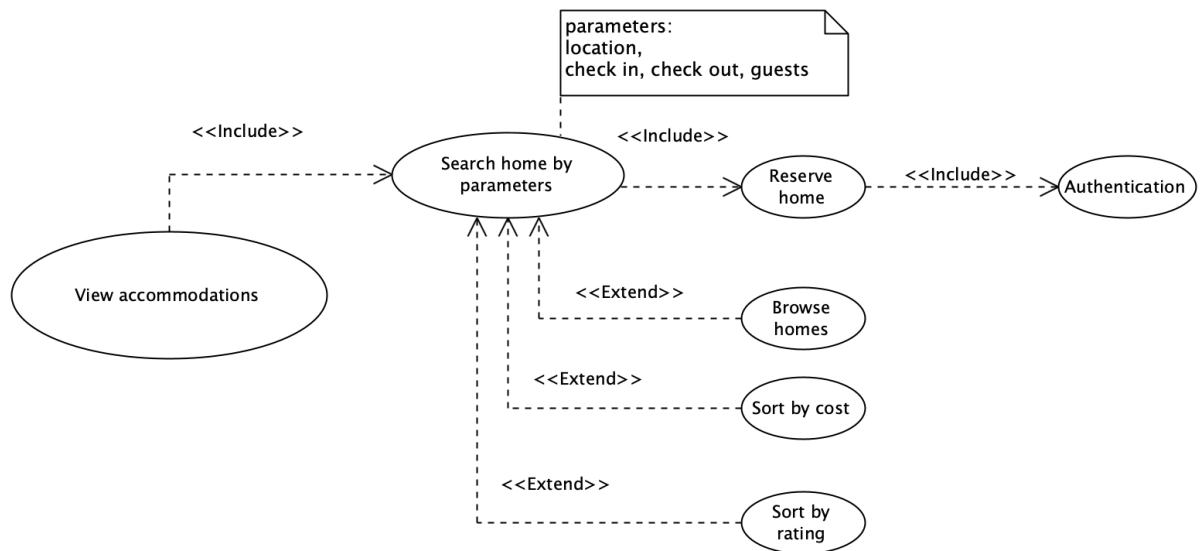 parameters:
location,
check in, check out, guests
<<Include>>
<<Include>>
Search home by
parameters
Reserve
home
<<Include>>
Authentication
View accommodations
<<Extend>>
Browse
homes
<<Extend>>
Sort by cost
<<Extend>>
Sort by
rating